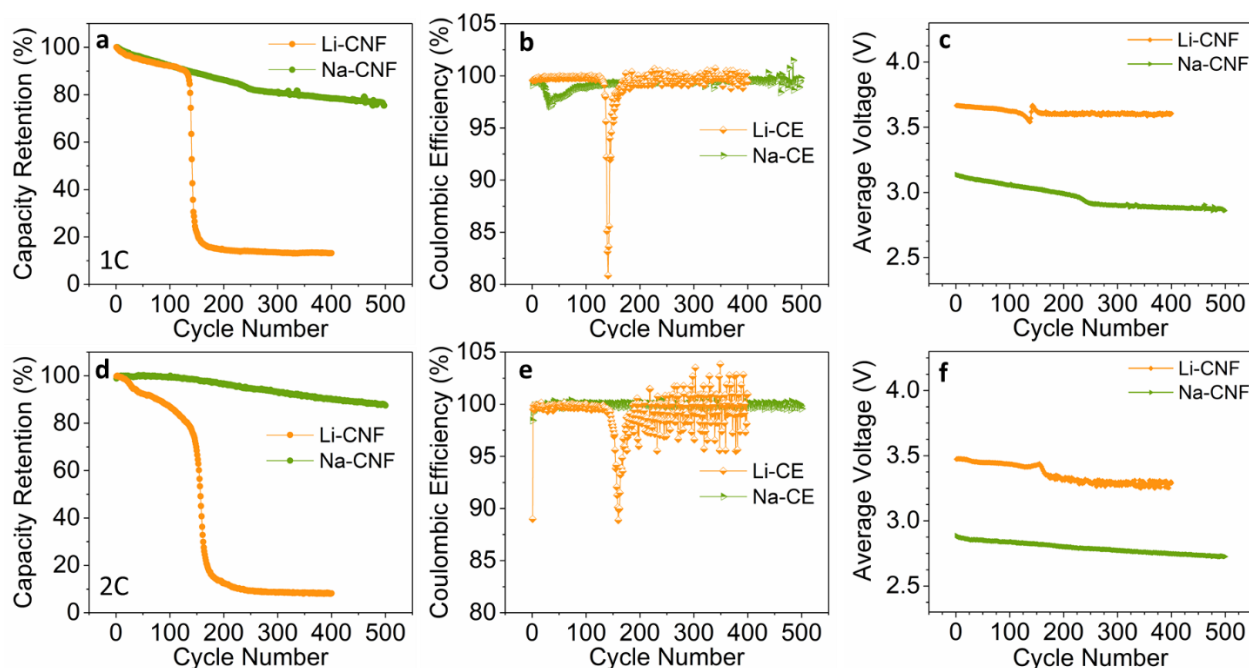 a
Capacity Retention (%)
100
80
60
40
20
0
Li-CNF
Na-CNF
1C
0 100 200 300 400 500
Cycle Number
b
Coulombic Efficiency (%)
105
100
95
90
85
80
Li-CE
Na-CE
0 100 200 300 400 500
Cycle Number
c
Average Voltage (V)
4.0
3.5
3.0
2.5
Li-CNF
Na-CNF
0 100 200 300 400 500
Cycle Number
d
Capacity Retention (%)
100
80
60
40
20
0
Li-CNF
Na-CNF
2C
0 100 200 300 400 500
Cycle Number
e
Coulombic Efficiency (%)
105
100
95
90
85
80
Li-CE
Na-CE
0 100 200 300 400 500
Cycle Number
f
Average Voltage (V)
4.0
3.5
3.0
2.5
Li-CNF
Na-CNF
0 100 200 300 400 500
Cycle Number